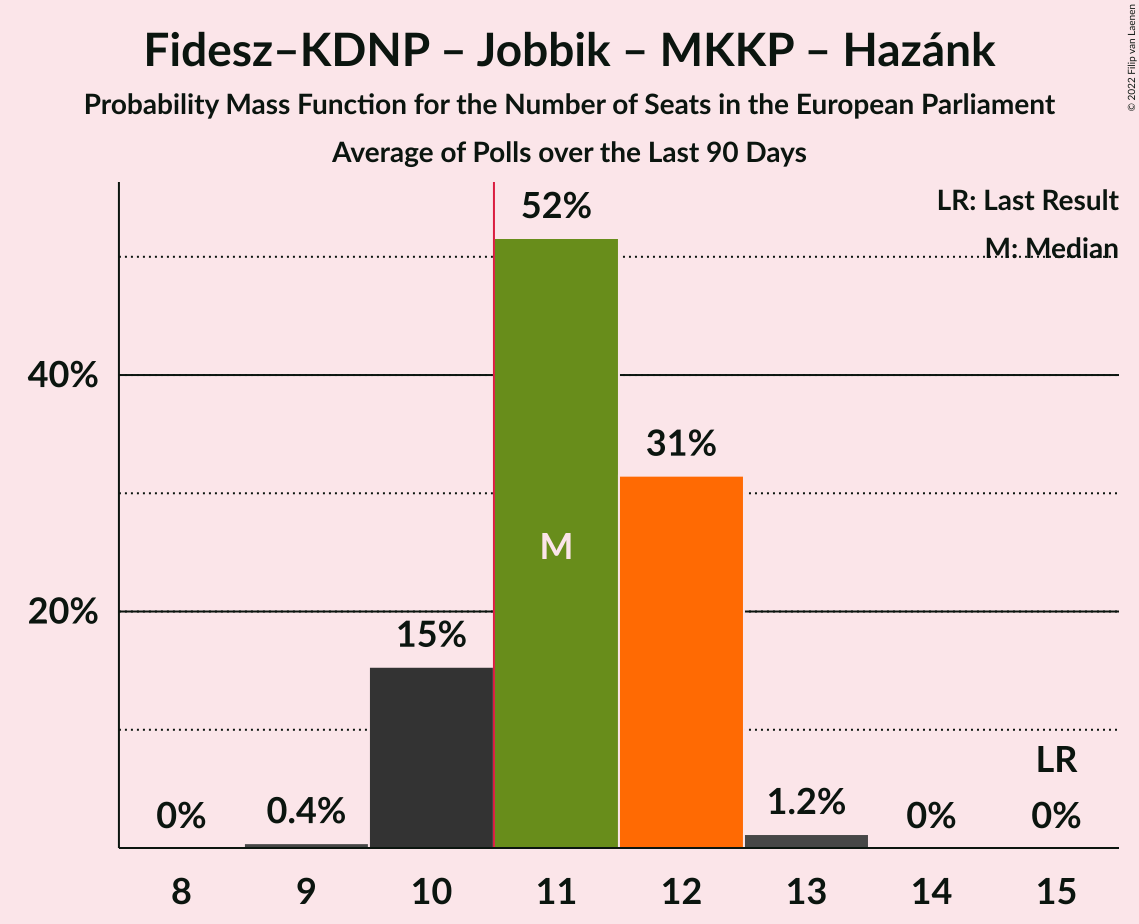 Fidesz–KDNP – Jobbik – MKKP – Hazánk
Probability Mass Function for the Number of Seats in the European Parliament
Average of Polls over the Last 90 Days
© 2022 Filip van Laenen
LR: Last Result
M: Median
52%
40%
31%
M
20%
15%
LR
0%
0.4%
1.2%
0%
0%
8
9
10
11
12
13
14
15